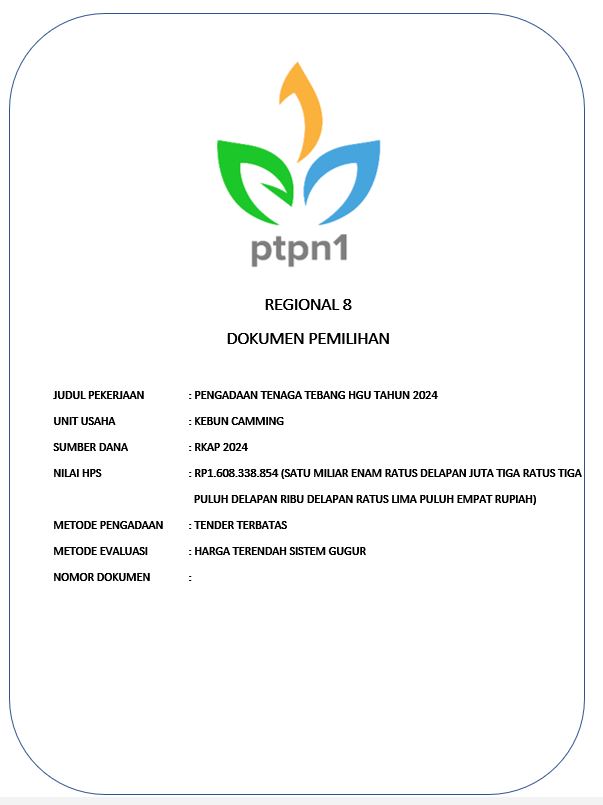 ptpn1
REGIONAL 8
DOKUMEN PEMILIHAN
JUDUL PEKERJAAN : PENGADAAN TENAGA TEBANG HGU TAHUN 2024
UNIT USAHA : KEBUN CAMMING
SUMBER DANA : RKAP 2024
NILAI HPS : RP1.608.338.854 (SATU MILIAR ENAM RATUS DELAPAN JUTA TIGA RATUS TIGA
PULUH DELAPAN RIBU DELAPAN RATUS LIMA PULUH EMPAT RUPIAH)
METODE PENGADAAN : TENDER TERBATAS
METODE EVALUASI : HARGA TERENDAH SISTEM GUGUR
NOMOR DOKUMEN :